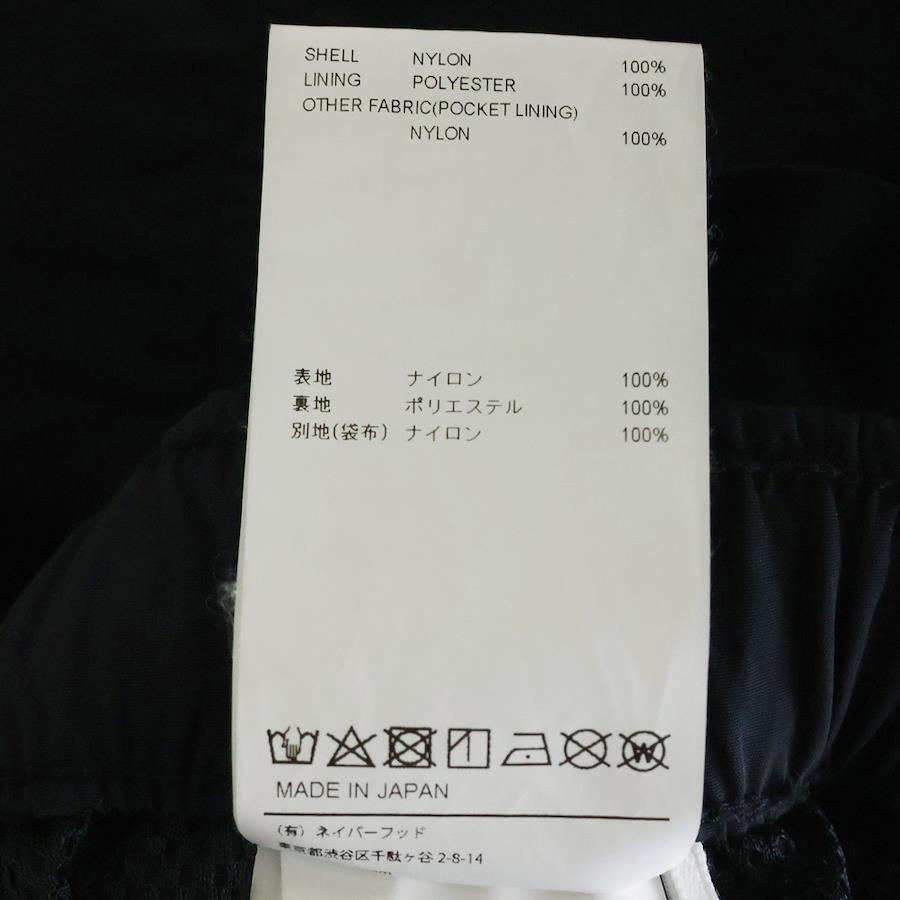 SHELL NYLON 100%
LINING POLYESTER 100%
OTHER FABRIC(POCKET LINING)
NYLON 100%
表地 ナイロン 100%
裏地 ポリエステル 100%
別地(袋布) ナイロン 100%
W
MADE IN JAPAN
(有) ネイバーフッド
東京都渋谷区千駄ヶ谷 2-8-14